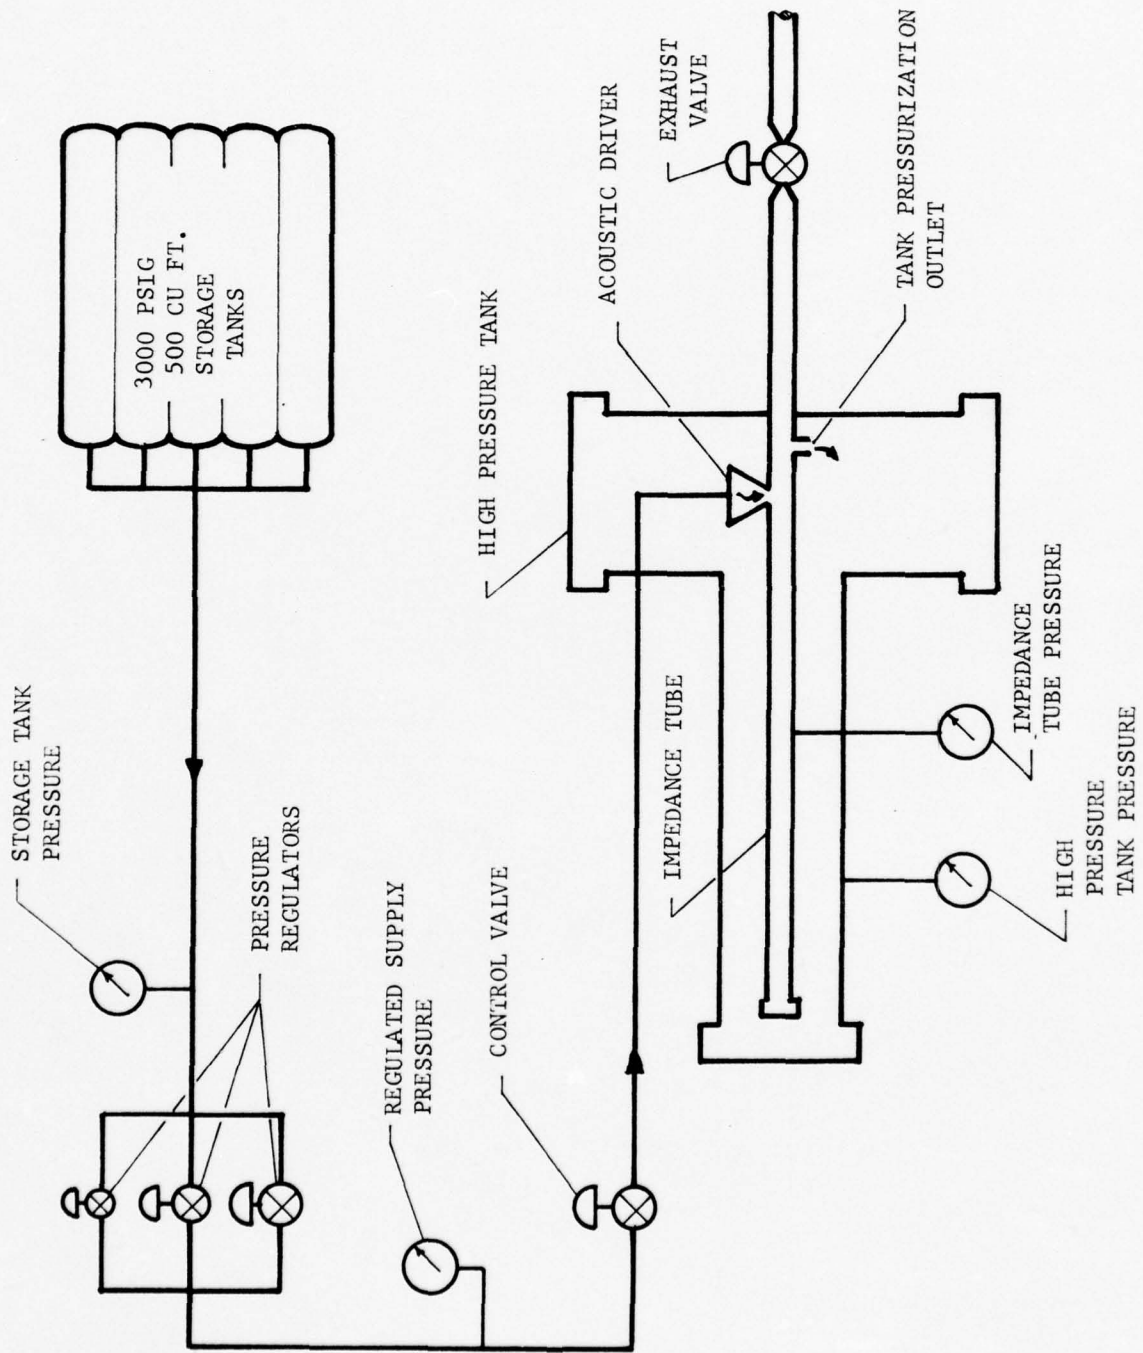 STORAGE TANK
PRESSURE
3000 PSIG
500 CU FT.
STORAGE
TANKS
PRESSURE
REGULATORS
REGULATED SUPPLY
PRESSURE
CONTROL VALVE
HIGH PRESSURE TANK
ACOUSTIC DRIVER
EXHAUST
VALVE
IMPEDANCE TUBE
TANK PRESSURIZATION
OUTLET
IMPEDANCE
TUBE PRESSURE
HIGH
PRESSURE
TANK PRESSURE